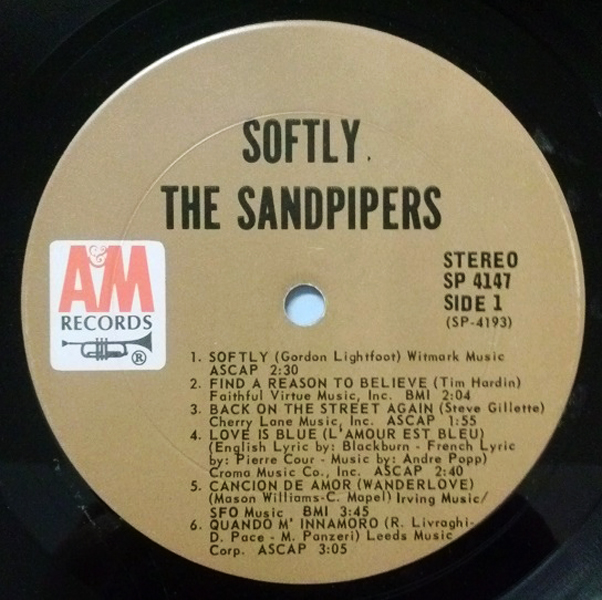 SOFTLY.
THE SANDPIPERS
A&M
RECORDS
®
STEREO
SP 4147
SIDE 1
(SP-4193)
1. SOFTLY (Gordon Lightfoot) Witmark Music
ASCAP 2:30
2. FIND A REASON TO BELIEVE (Tim Hardin)
Faithful Virtue Music, Inc. BMI 2:04
3. BACK ON THE STREET AGAIN (Steve Gillette)
Cherry Lane Music, Inc. ASCAP 1:55
4. LOVE IS BLUE (L'AMOUR EST BLEU)
(English Lyric by: Blackburn - French Lyric
by: Pierre Cour - Music by: Andre Popp)
Croma Music Co., Inc. ASCAP 2:40
5. CANCION DE AMOR (WANDERLOVE)
(Mason Williams-C. Mapel) Irving Music/
SFO Music BMI 3:45
6. QUANDO M' INNAMORO (R. Livraghi-
D. Pace - M. Panzeri) Leeds Music
Corp. ASCAP 3:05